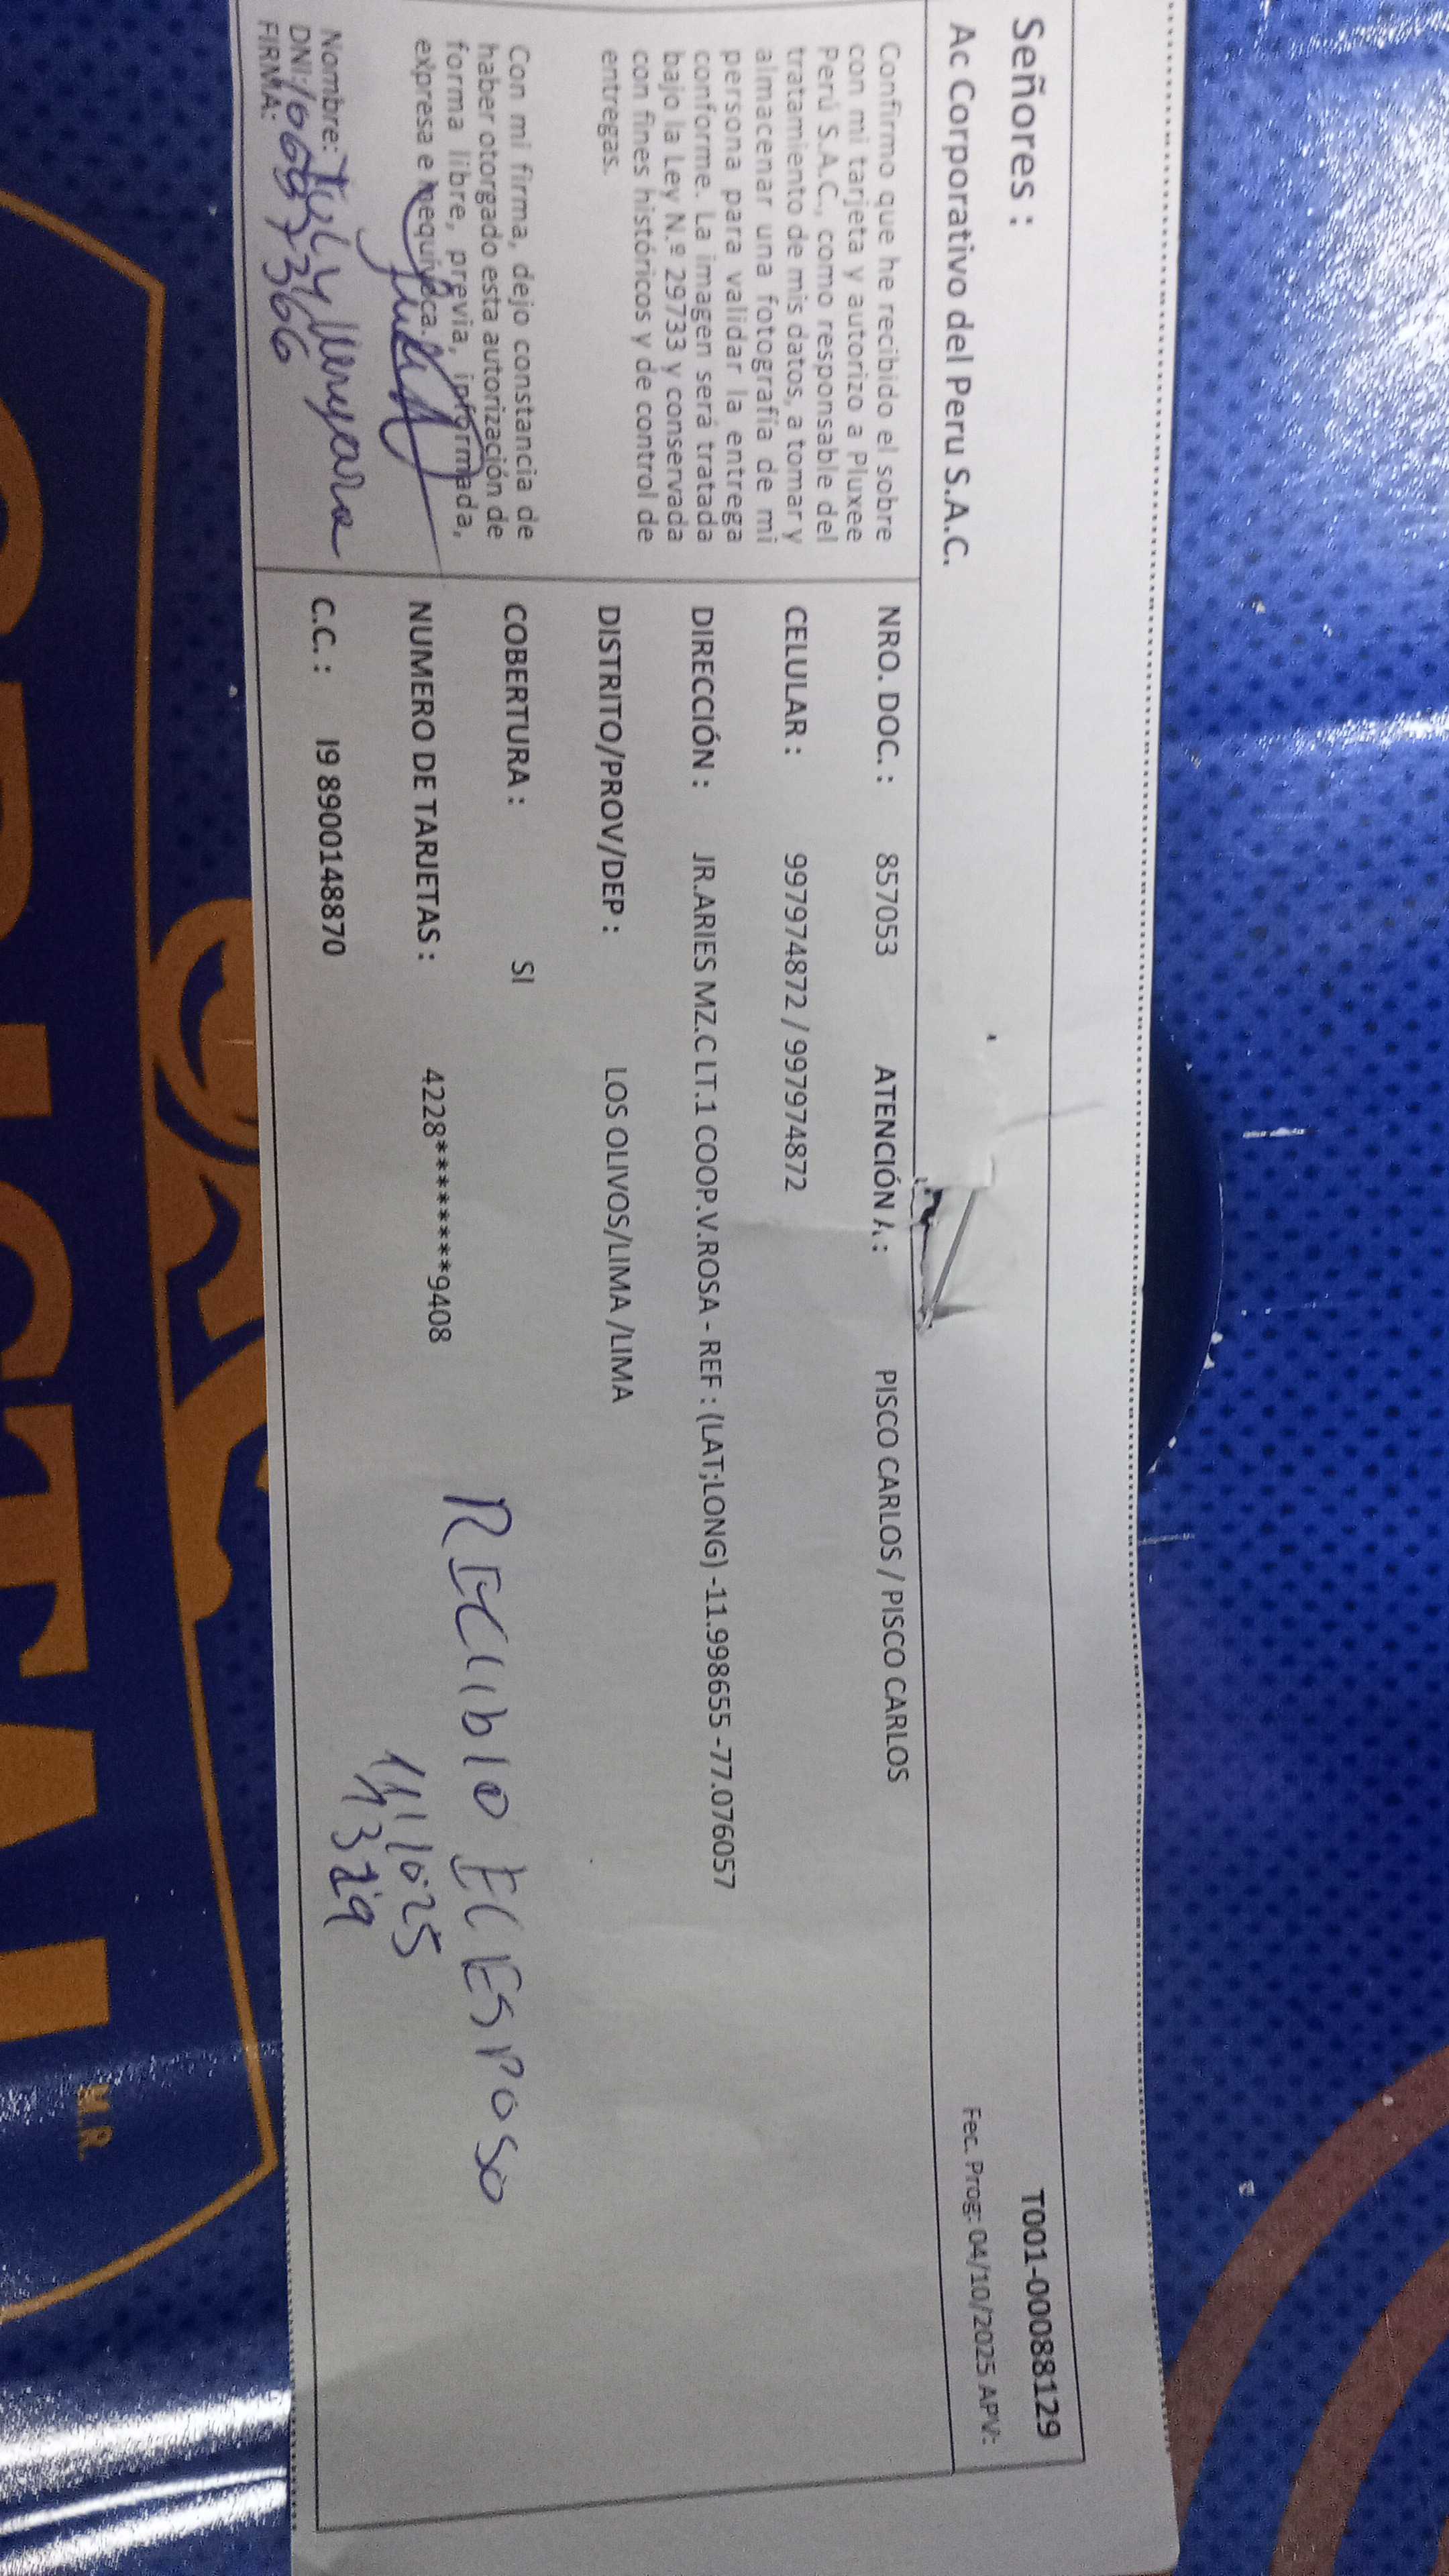 Señores :
T001-00088129
Ac Corporativo del Peru S.A.C.
Fec. Prog: 04/10/2025 APV:
Confirmo que he recibido el sobre
con mi tarjeta y autorizo a Pluxee
Perú S.A.C., como responsable del
tratamiento de mis datos, a tomar y
almacenar una fotografía de mi
persona para validar la entrega
conforme. La imagen será tratada
bajo la Ley N.º 29733 y conservada
con fines históricos y de control de
entregas.
Con mi firma, dejo constancia de
haber otorgado esta autorización de
forma libre, previa, informada,
expresa e inequívoca.
Nombre:
DNI:
FIRMA:
NRO. DOC. : 857053 ATENCIÓN A : PISCO CARLOS / PISCO CARLOS
CELULAR : 997974872 / 997974872
DIRECCIÓN : JR.ARIES MZ.C LT.1 COOP.V.ROSA - REF : (LAT;LONG) -11.998655 -77.076057
DISTRITO/PROV/DEP : LOS OLIVOS/LIMA /LIMA
COBERTURA : SI
NUMERO DE TARJETAS : 4228********9408
C.C. : I9 8900148870
RECCIBIO EC ESPOSO
M.R.